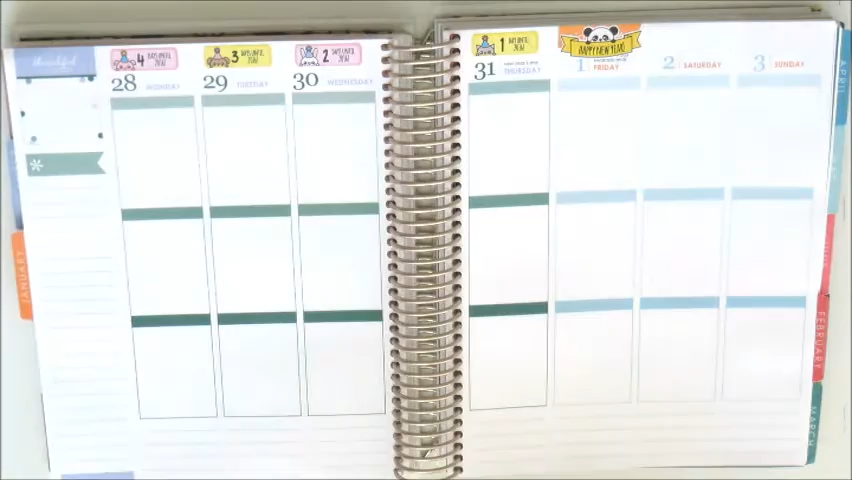 thankful
4 DAYS UNTIL 2016
3 DAYS UNTIL 2016
2 DAYS UNTIL 2016
1 DAYS UNTIL 2016
HAPPY NEW YEAR!
28 MONDAY
29 TUESDAY
30 WEDNESDAY
31 THURSDAY
1 FRIDAY
2 SATURDAY
3 SUNDAY
JANUARY
APRIL
FEBRUARY
MARCH